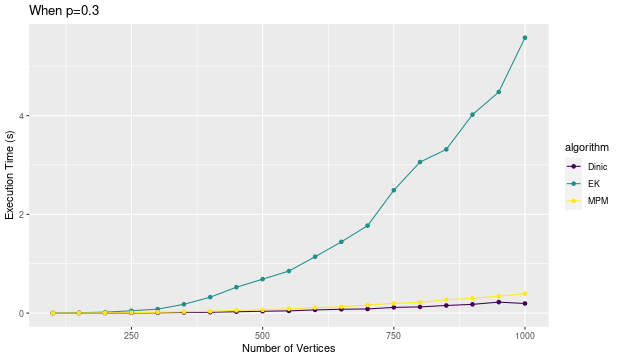 When p=0.3
Execution Time (s)
4
2
0
250
500
750
1000
Number of Vertices
algorithm
Dinic
EK
MPM